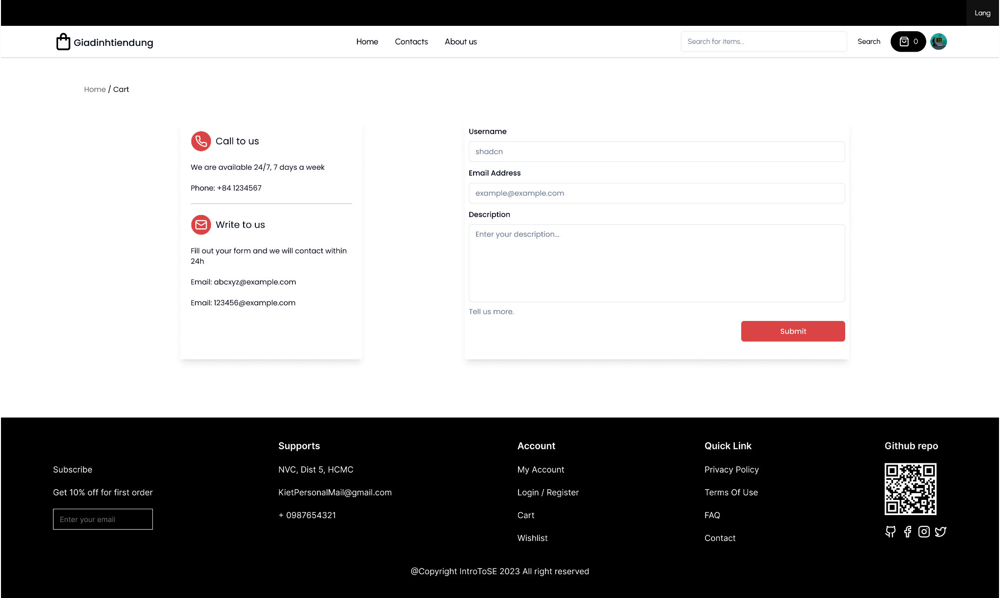 Lang
Giadinhtiendung
Home
Contacts
About us
Search for items...
Search
0
Home / Cart
Call to us
We are available 24/7, 7 days a week
Phone: +84 1234567
Write to us
Fill out your form and we will contact within
24h
Email: abcxyz@example.com
Email: 123456@example.com
Username
shadcn
Email Address
example@example.com
Description
Enter your description...
Tell us more.
Submit
Subscribe
Get 10% off for first order
Enter your email
Supports
NVC, Dist 5, HCMC
KietPersonalMail@gmail.com
+ 0987654321
Account
My Account
Login / Register
Cart
Wishlist
Quick Link
Privacy Policy
Terms Of Use
FAQ
Contact
Github repo
@Copyright IntroToSE 2023 All right reserved